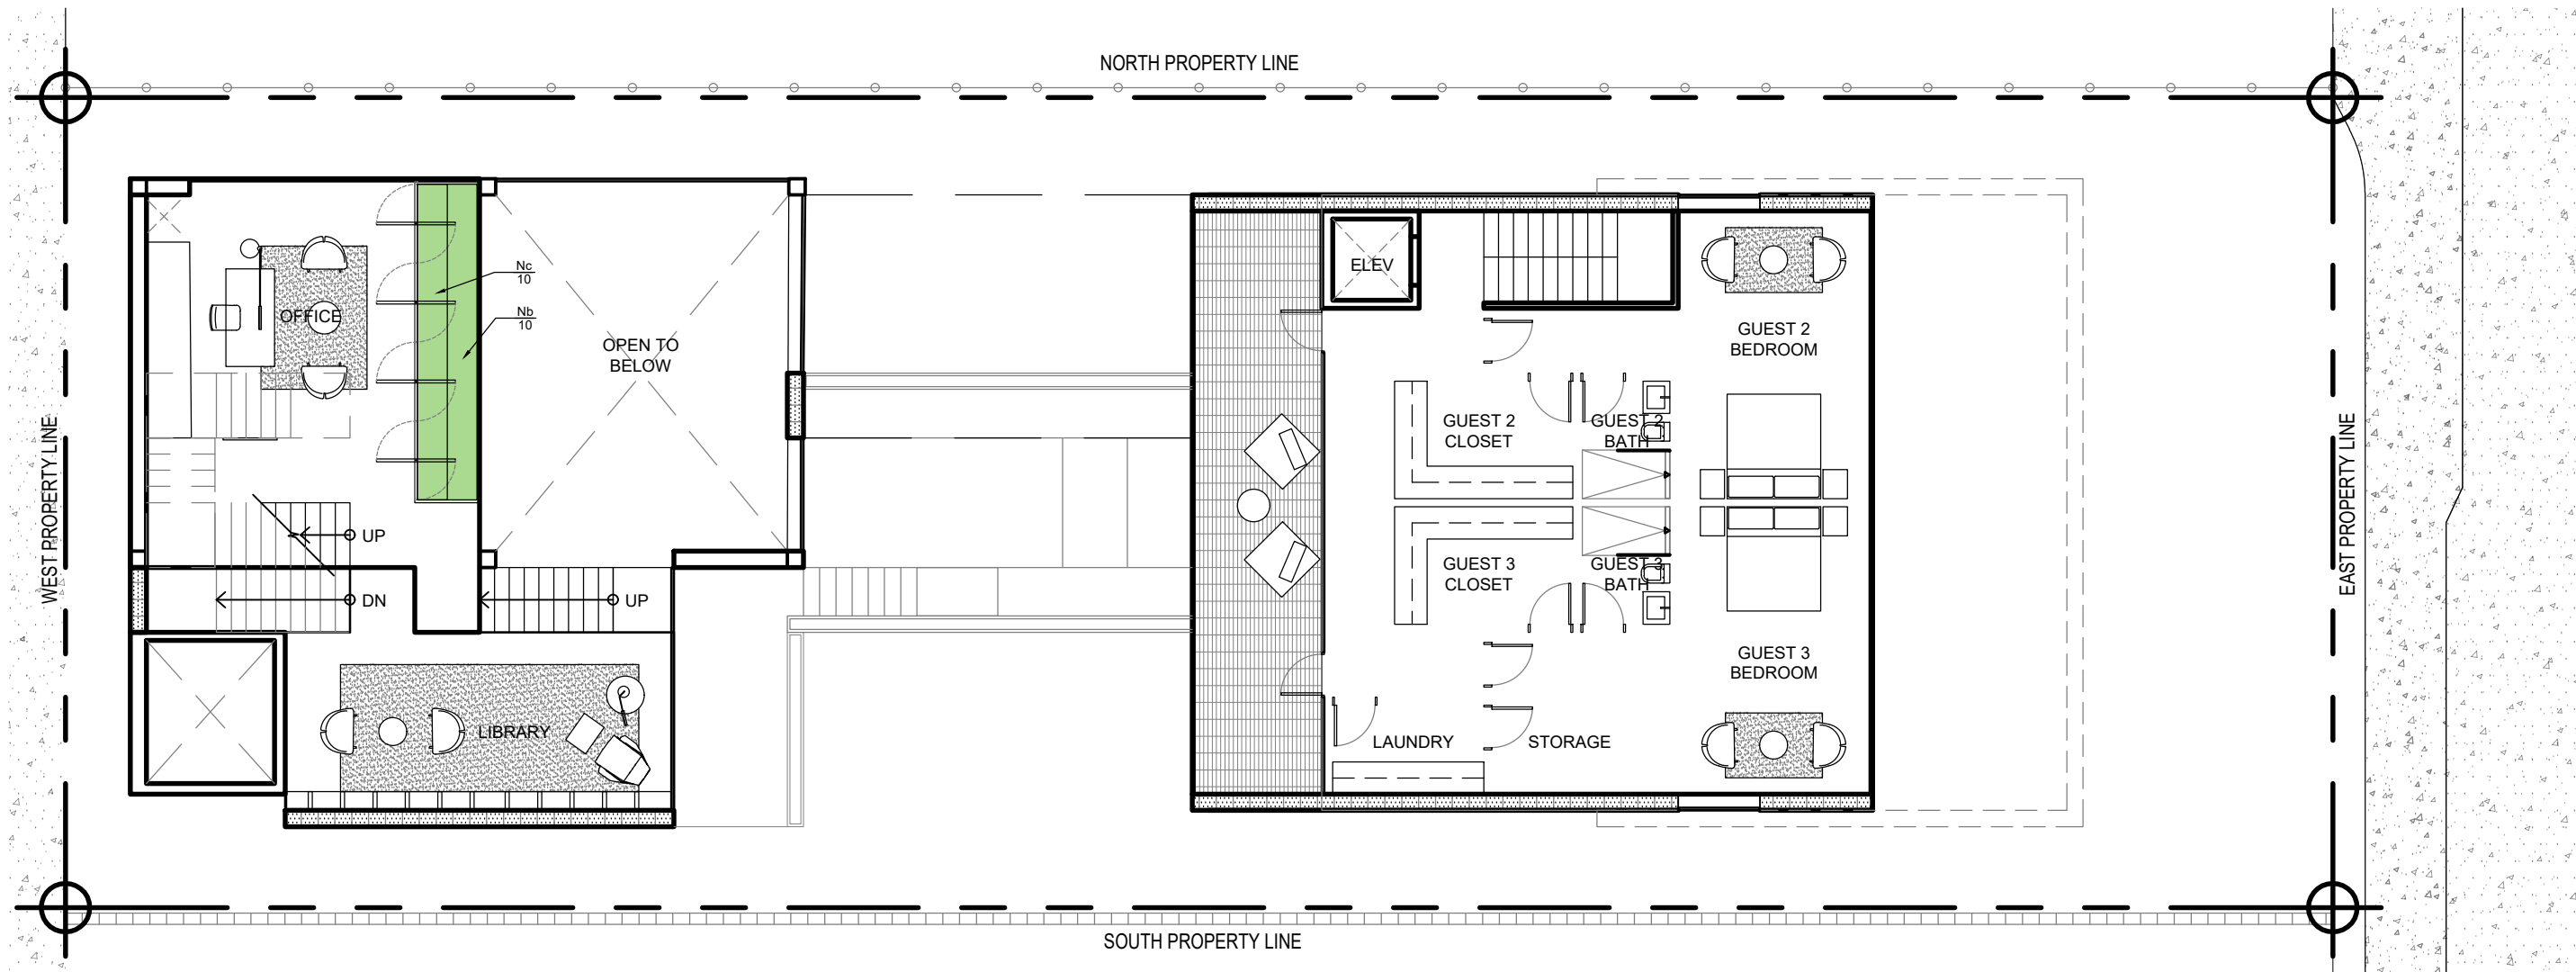 NORTH PROPERTY LINE
WEST PROPERTY LINE
OFFICE
Nc
10
Nb
10
OPEN TO
BELOW
UP
DN
UP
LIBRARY
ELEV
GUEST 2
BEDROOM
GUEST 2
CLOSET
GUEST 2
BATH
GUEST 3
CLOSET
GUEST 3
BATH
GUEST 3
BEDROOM
LAUNDRY
STORAGE
EAST PROPERTY LINE
SOUTH PROPERTY LINE